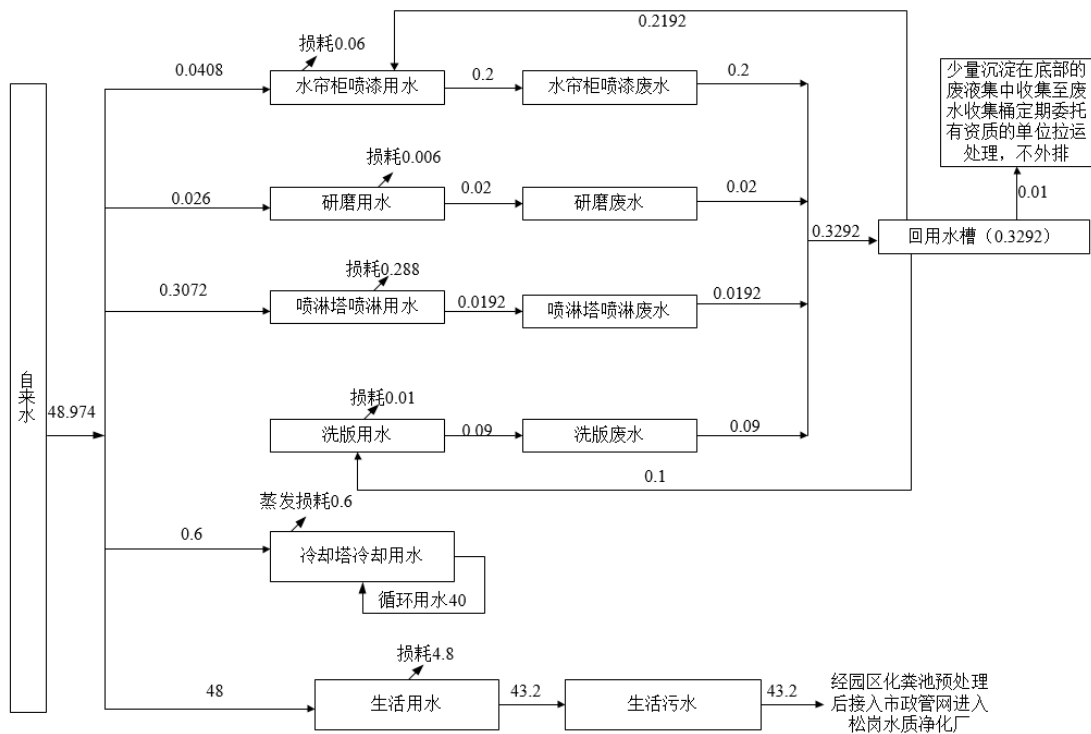 0.2192
损耗0.06
0.0408
水帘柜喷漆用水
0.2
水帘柜喷漆废水
0.2
少量沉淀在底部的
废液集中收集至废
水收集桶定期委托
有资质的单位拉运
处理，不外排
损耗0.006
0.026
研磨用水
0.02
研磨废水
0.02
0.01
0.3292
回用水槽（0.3292）
损耗0.288
0.3072
喷淋塔喷淋用水
0.0192
喷淋塔喷淋废水
0.0192
自来水
48.974
损耗0.01
洗版用水
0.09
洗版废水
0.09
0.1
蒸发损耗0.6
0.6
冷却塔冷却用水
循环用水40
损耗4.8
48
生活用水
43.2
生活污水
43.2
经园区化粪池预处理
后接入市政管网进入
松岗水质净化厂